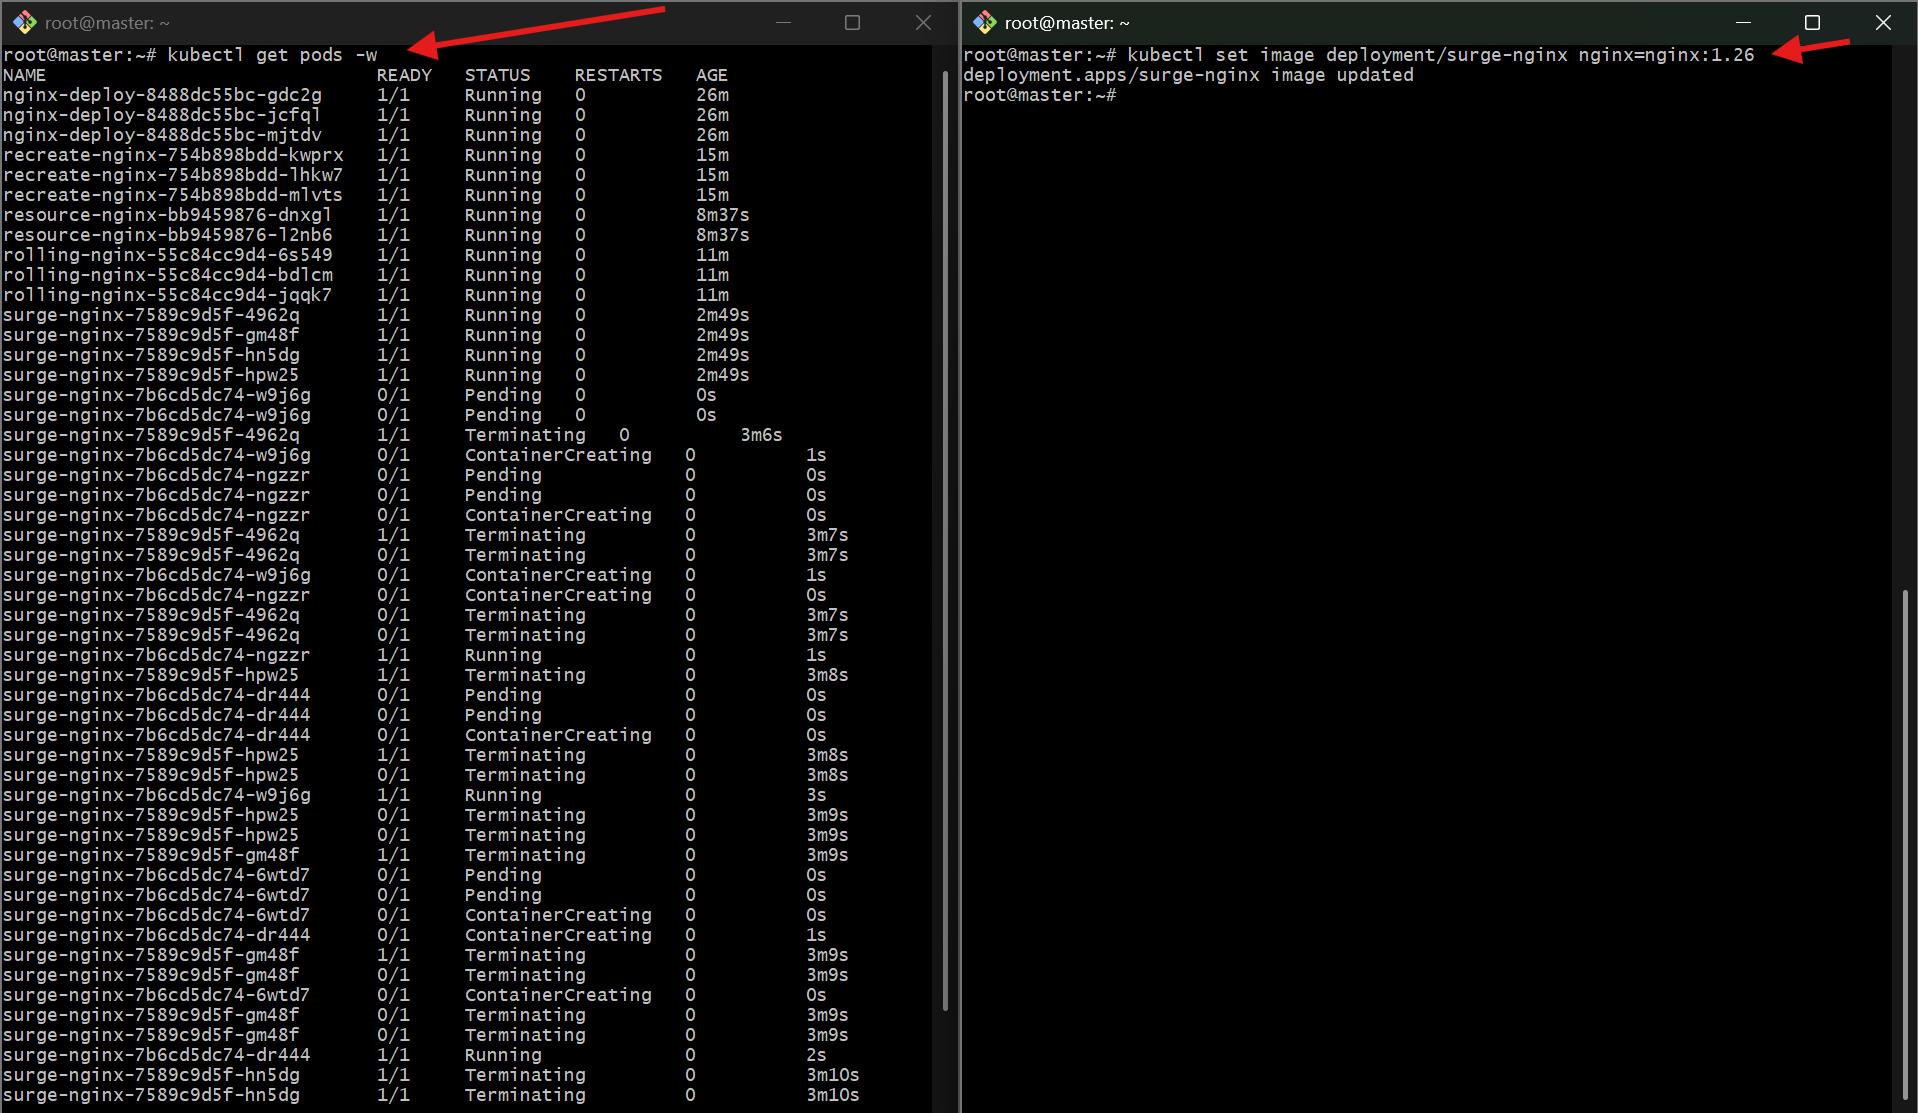 root@master: ~
root@master:~# kubectl get pods -w
NAME READY STATUS RESTARTS AGE
nginx-deploy-8488dc55bc-gdc2g 1/1 Running 0 26m
nginx-deploy-8488dc55bc-jcfql 1/1 Running 0 26m
nginx-deploy-8488dc55bc-mjtdv 1/1 Running 0 26m
recreate-nginx-754b898bdd-kwprx 1/1 Running 0 15m
recreate-nginx-754b898bdd-lhkw7 1/1 Running 0 15m
recreate-nginx-754b898bdd-mlvts 1/1 Running 0 15m
resource-nginx-bb9459876-dnxgl 1/1 Running 0 8m37s
resource-nginx-bb9459876-l2nb6 1/1 Running 0 8m37s
rolling-nginx-55c84cc9d4-6s549 1/1 Running 0 11m
rolling-nginx-55c84cc9d4-bdlcm 1/1 Running 0 11m
rolling-nginx-55c84cc9d4-jqqk7 1/1 Running 0 11m
surge-nginx-7589c9d5f-4962q 1/1 Running 0 2m49s
surge-nginx-7589c9d5f-gm48f 1/1 Running 0 2m49s
surge-nginx-7589c9d5f-hn5dg 1/1 Running 0 2m49s
surge-nginx-7589c9d5f-hpw25 1/1 Running 0 2m49s
surge-nginx-7b6cd5dc74-w9j6g 0/1 Pending 0 0s
surge-nginx-7b6cd5dc74-w9j6g 0/1 Pending 0 0s
surge-nginx-7589c9d5f-4962q 1/1 Terminating 0 3m6s
surge-nginx-7b6cd5dc74-w9j6g 0/1 ContainerCreating 0 1s
surge-nginx-7b6cd5dc74-ngzzr 0/1 Pending 0 0s
surge-nginx-7b6cd5dc74-ngzzr 0/1 Pending 0 0s
surge-nginx-7b6cd5dc74-ngzzr 0/1 ContainerCreating 0 0s
surge-nginx-7589c9d5f-4962q 1/1 Terminating 0 3m7s
surge-nginx-7589c9d5f-4962q 0/1 Terminating 0 3m7s
surge-nginx-7b6cd5dc74-w9j6g 0/1 ContainerCreating 0 1s
surge-nginx-7b6cd5dc74-ngzzr 0/1 ContainerCreating 0 0s
surge-nginx-7589c9d5f-4962q 0/1 Terminating 0 3m7s
surge-nginx-7589c9d5f-4962q 0/1 Terminating 0 3m7s
surge-nginx-7b6cd5dc74-ngzzr 1/1 Running 0 1s
surge-nginx-7589c9d5f-hpw25 1/1 Terminating 0 3m8s
surge-nginx-7b6cd5dc74-dr444 0/1 Pending 0 0s
surge-nginx-7b6cd5dc74-dr444 0/1 Pending 0 0s
surge-nginx-7b6cd5dc74-dr444 0/1 ContainerCreating 0 0s
surge-nginx-7589c9d5f-hpw25 1/1 Terminating 0 3m8s
surge-nginx-7589c9d5f-hpw25 0/1 Terminating 0 3m8s
surge-nginx-7b6cd5dc74-w9j6g 1/1 Running 0 3s
surge-nginx-7589c9d5f-hpw25 0/1 Terminating 0 3m9s
surge-nginx-7589c9d5f-hpw25 0/1 Terminating 0 3m9s
surge-nginx-7589c9d5f-gm48f 1/1 Terminating 0 3m9s
surge-nginx-7b6cd5dc74-6wtd7 0/1 Pending 0 0s
surge-nginx-7b6cd5dc74-6wtd7 0/1 Pending 0 0s
surge-nginx-7b6cd5dc74-6wtd7 0/1 ContainerCreating 0 0s
surge-nginx-7b6cd5dc74-dr444 0/1 ContainerCreating 0 1s
surge-nginx-7589c9d5f-gm48f 1/1 Terminating 0 3m9s
surge-nginx-7589c9d5f-gm48f 0/1 Terminating 0 3m9s
surge-nginx-7b6cd5dc74-6wtd7 0/1 ContainerCreating 0 0s
surge-nginx-7589c9d5f-gm48f 0/1 Terminating 0 3m9s
surge-nginx-7589c9d5f-gm48f 0/1 Terminating 0 3m9s
surge-nginx-7b6cd5dc74-dr444 1/1 Running 0 2s
surge-nginx-7589c9d5f-hn5dg 1/1 Terminating 0 3m10s
surge-nginx-7589c9d5f-hn5dg 1/1 Terminating 0 3m10s
root@master: ~
root@master:~# kubectl set image deployment/surge-nginx nginx=nginx:1.26
deployment.apps/surge-nginx image updated
root@master:~#